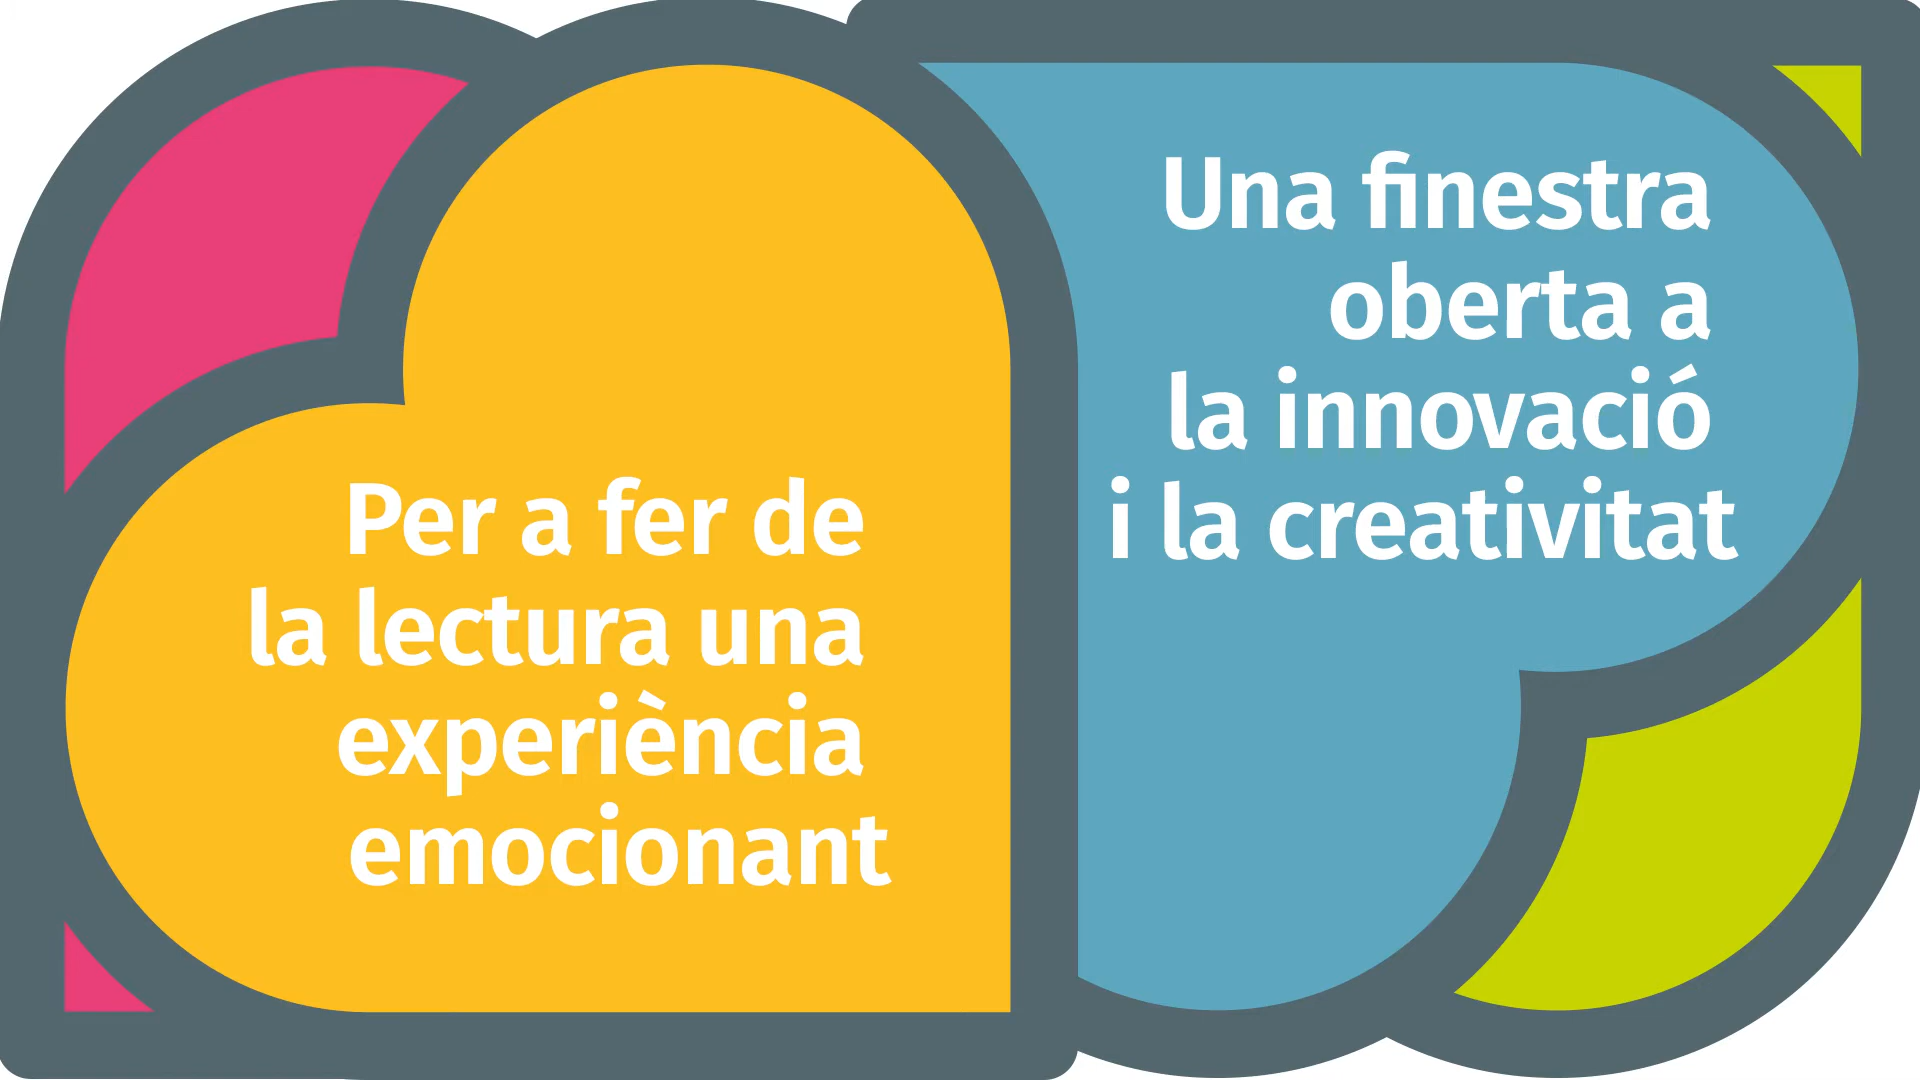 Per a fer de
la lectura una
experiència
emocionant
Una finestra
oberta a
la innovació
i la creativitat